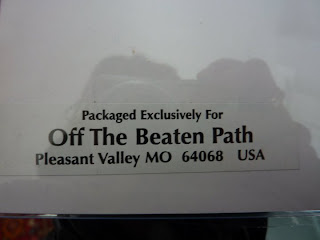 Packaged Exclusively For
Off The Beaten Path
Pleasant Valley MO 64068 USA